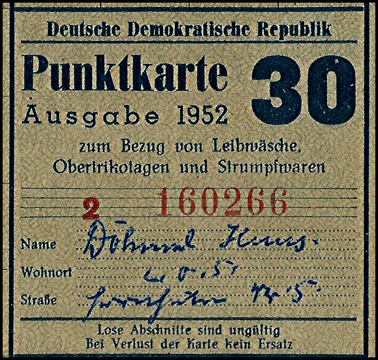 Deutsche Demokratische Republik
Punktkarte 30
Ausgabe 1952
zum Bezug von Leibwäsche,
Obertrikotagen und Strumpfwaren
2 160266
Name
Wohnort
Straße
Lose Abschnitte sind ungültig
Bei Verlust der Karte kein Ersatz